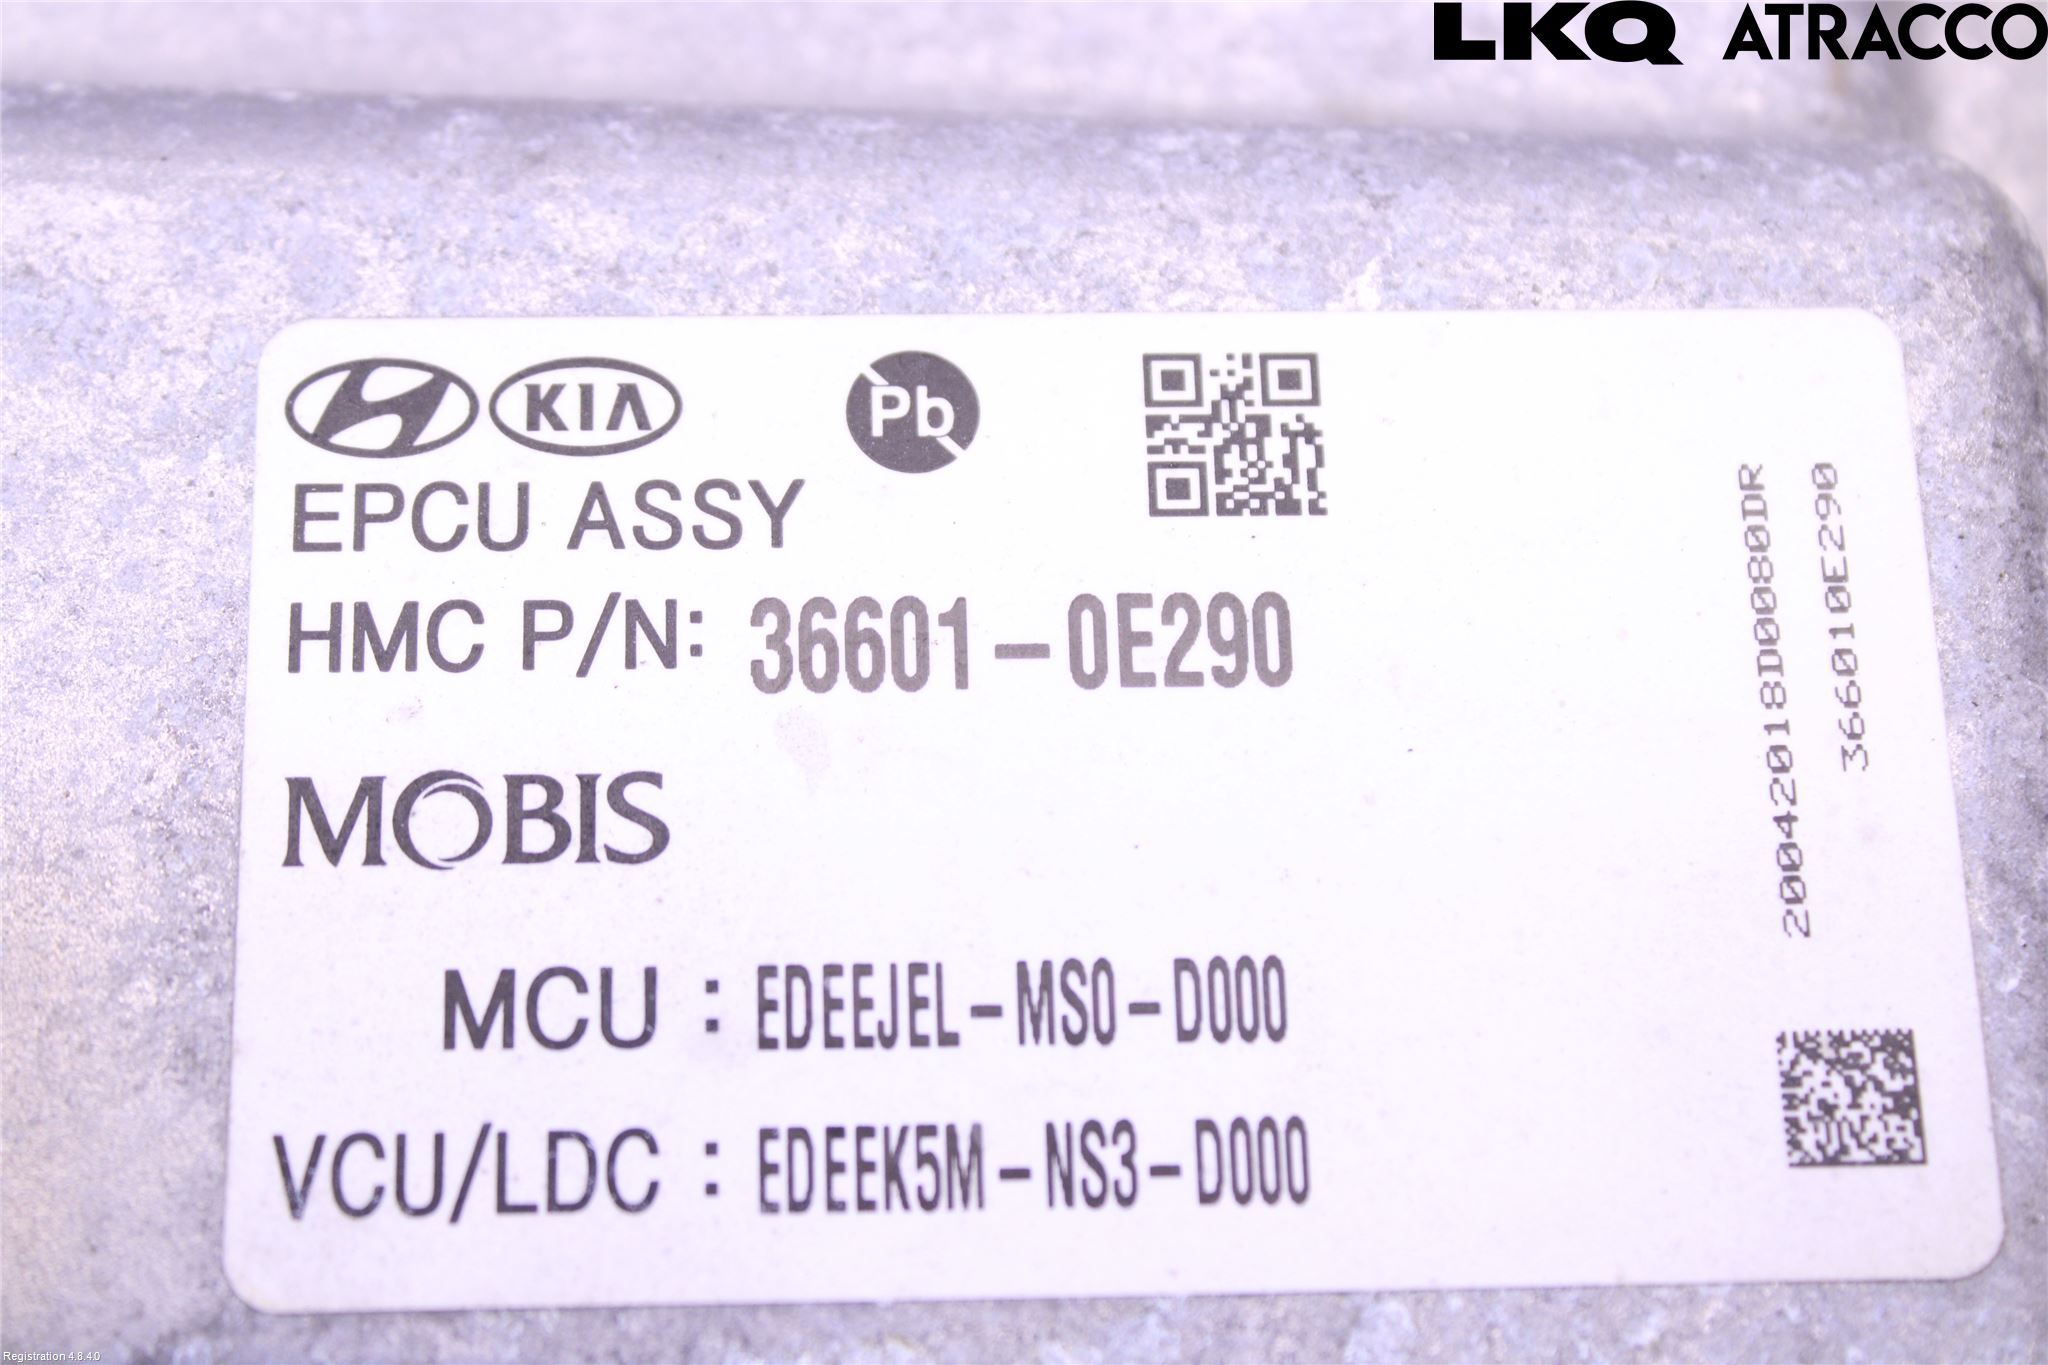 LKQ ATRACCO
KIA
Pb
EPCU ASSY
HMC P/N: 36601-0E290
MOBIS
MCU : EDEEJEL-MS0-D000
VCU/LDC : EDEEK5M-NS3-D000
20042018D00080DR
366010E290
Registration 4.8.4.0